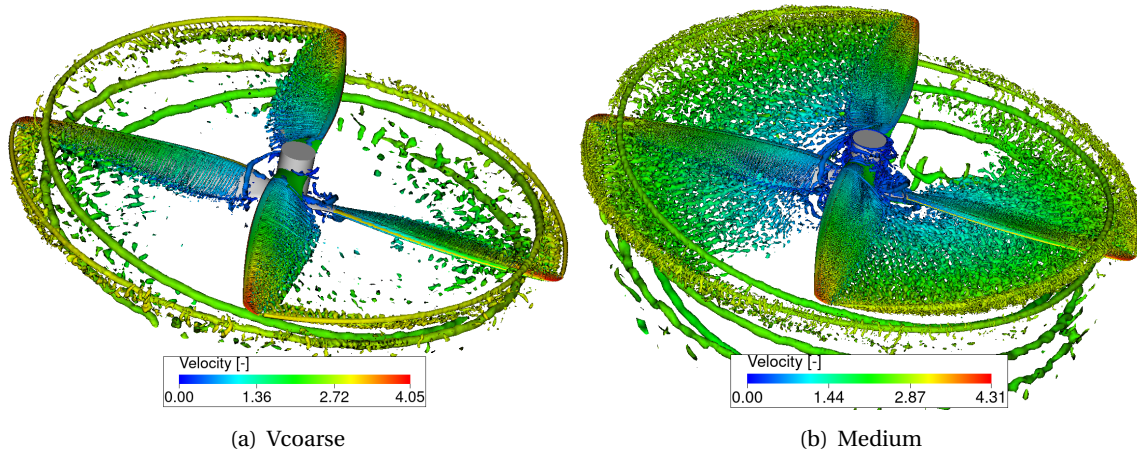 Velocity [-]
0.00 1.36 2.72 4.05
(a) Vcoarse
Velocity [-]
0.00 1.44 2.87 4.31
(b) Medium